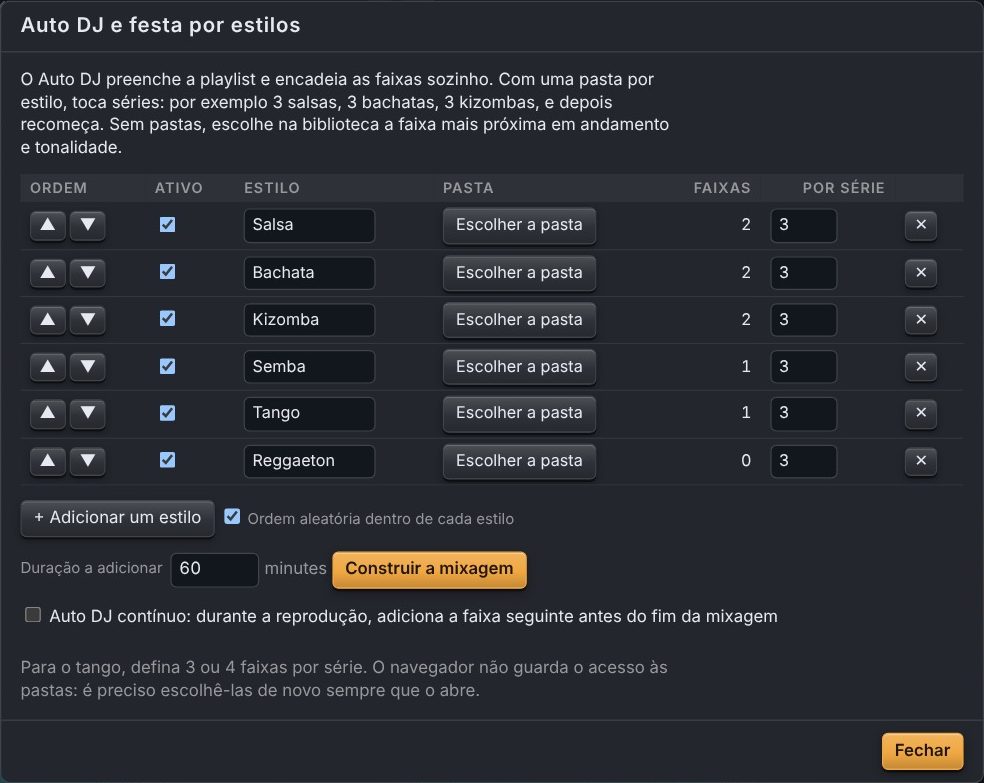 Auto DJ e festa por estilos
O Auto DJ preenche a playlist e encadeia as faixas sozinho. Com uma pasta por
estilo, toca séries: por exemplo 3 salsas, 3 bachatas, 3 kizombas, e depois
recomeça. Sem pastas, escolhe na biblioteca a faixa mais próxima em andamento
e tonalidade.
ORDEM ATIVO ESTILO PASTA FAIXAS POR SÉRIE
▲ ▼ Salsa Escolher a pasta 2 3 ✕
▲ ▼ Bachata Escolher a pasta 2 3 ✕
▲ ▼ Kizomba Escolher a pasta 2 3 ✕
▲ ▼ Semba Escolher a pasta 1 3 ✕
▲ ▼ Tango Escolher a pasta 1 3 ✕
▲ ▼ Reggaeton Escolher a pasta 0 3 ✕
+ Adicionar um estilo Ordem aleatória dentro de cada estilo
Duração a adicionar 60 minutes Construir a mixagem
Auto DJ contínuo: durante a reprodução, adiciona a faixa seguinte antes do fim da mixagem
Para o tango, defina 3 ou 4 faixas por série. O navegador não guarda o acesso às
pastas: é preciso escolhê-las de novo sempre que o abre.
Fechar